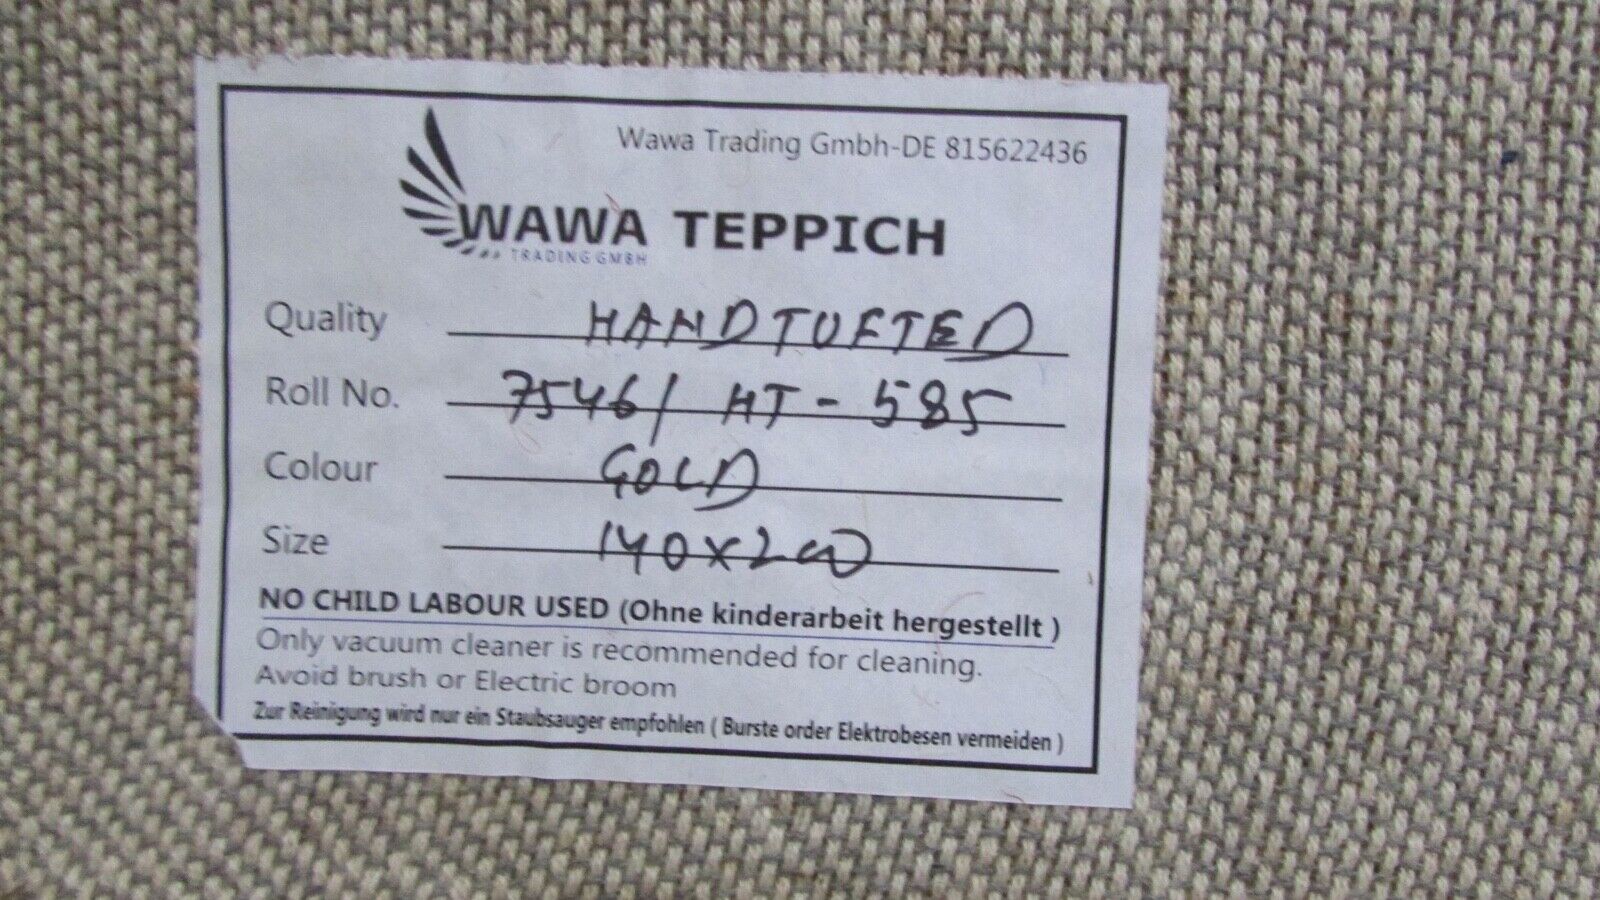 Wawa Trading Gmbh-DE 815622436
WAWA TEPPICH
TRADING GMBH
Quality HANDTUFTED
Roll No. 7546/ HT - 585
Colour GOLD
Size 140x200
NO CHILD LABOUR USED (Ohne kinderarbeit hergestellt )
Only vacuum cleaner is recommended for cleaning.
Avoid brush or Electric broom
Zur Reinigung wird nur ein Staubsauger empfohlen ( Burste order Elektrobesen vermeiden )